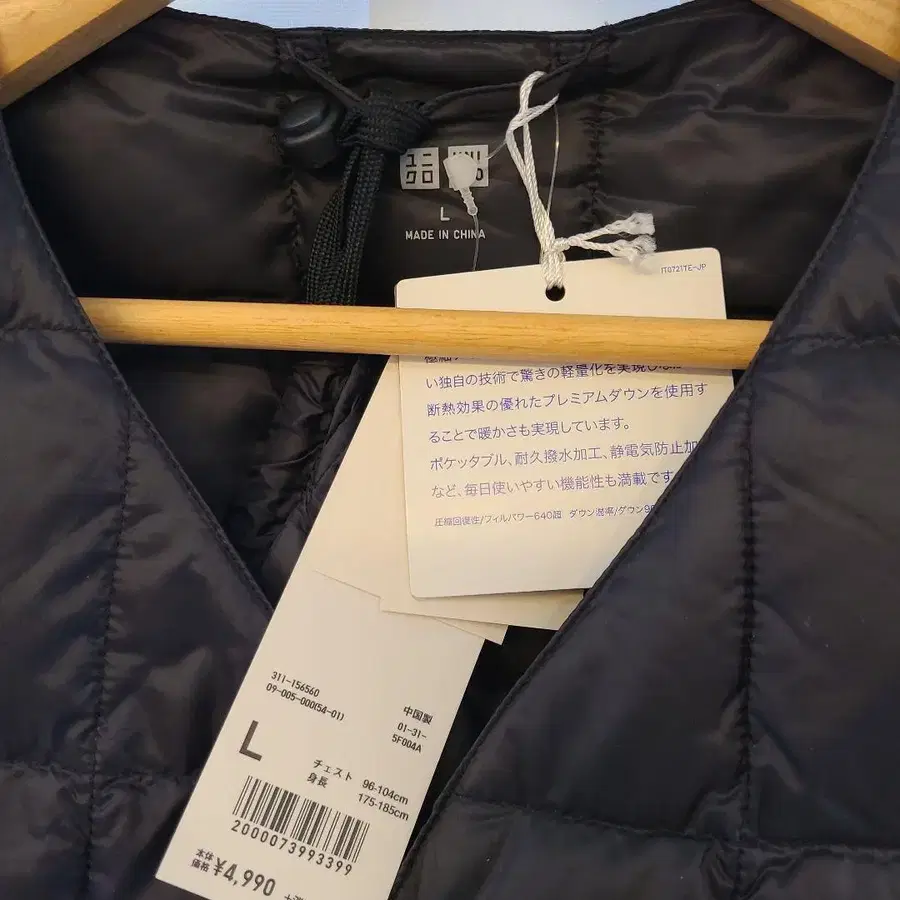 ユニ
クロ
L
MADE IN CHINA
IT0721TE-JP
い独自の技術で驚きの軽量化を実現しな
断熱効果の優れたプレミアムダウンを使用す
ることで暖かさも実現しています。
ポケッタブル、耐久撥水加工、静電気防止加
など、毎日使いやすい機能性も満載です
圧縮回復性/フィルパワー640超 ダウン混率/ダウン9
311-156560
09-005-000(54-01)
中国製
01-31-
5F004A
L
チェスト 96-104cm
身長 175-185cm
2000073993399
本体
価格 ¥4,990